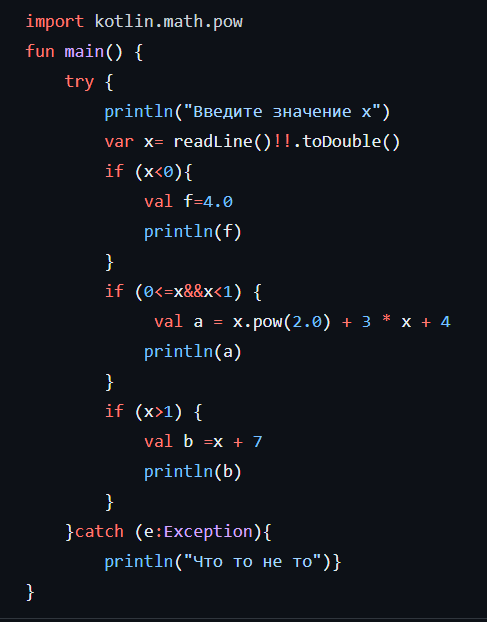 import kotlin.math.pow
fun main() {
    try {
        println("Введите значение x")
        var x= readLine()!!.toDouble()
        if (x<0){
            val f=4.0
            println(f)
        }
        if (0<=x&&x<1) {
             val a = x.pow(2.0) + 3 * x + 4
            println(a)
        }
        if (x>1) {
            val b =x + 7
            println(b)
        }
    }catch (e:Exception){
        println("Что то не то")}
}